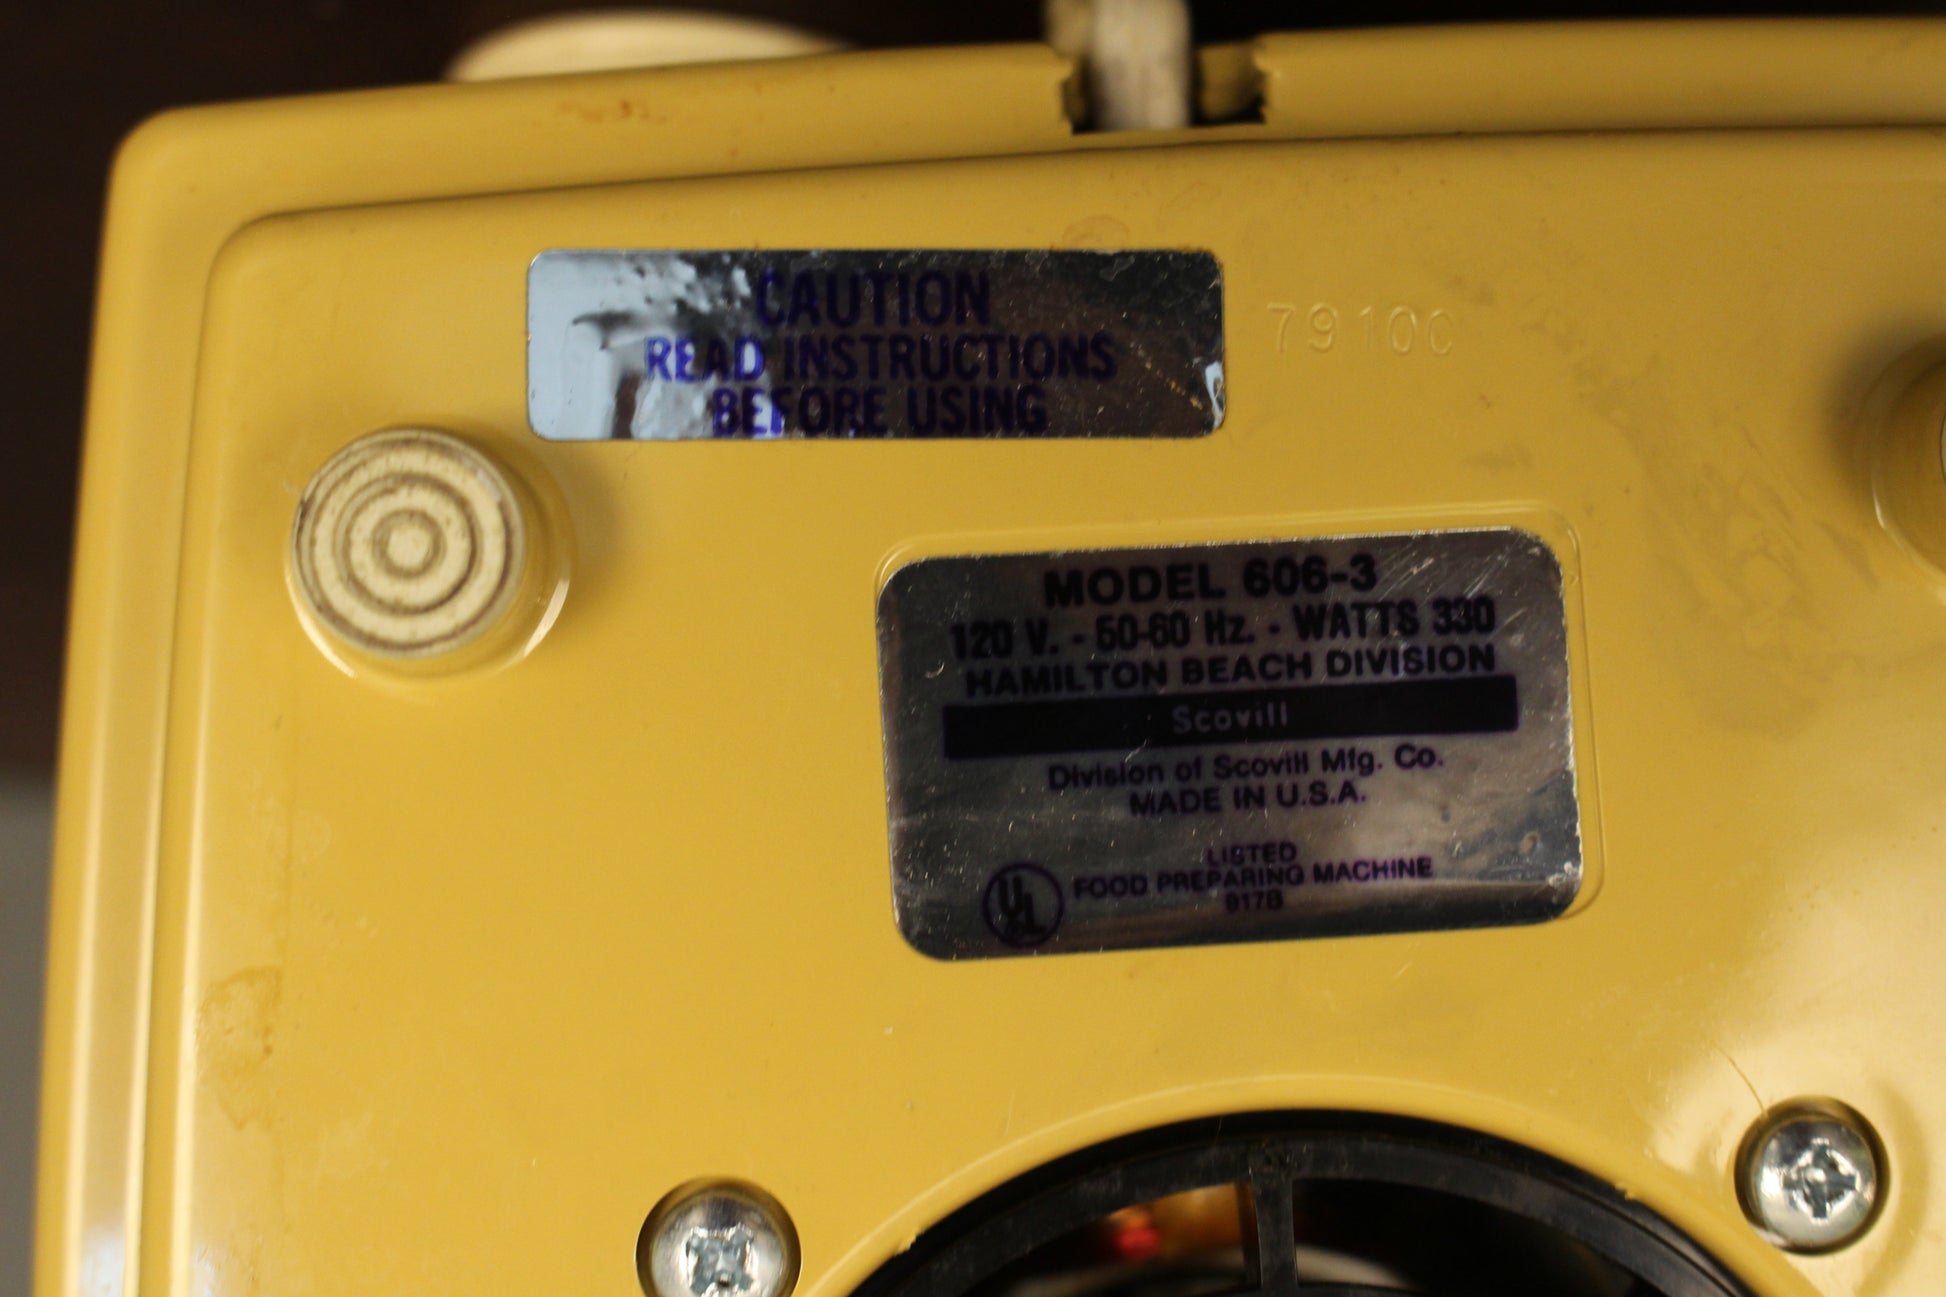 CAUTION
READ INSTRUCTIONS
BEFORE USING
7910C
MODEL 606-3
120 V. - 50-60 Hz. - WATTS 330
HAMILTON BEACH DIVISION
Scovill
Division of Scovill Mfg. Co.
MADE IN U.S.A.
LISTED
UL FOOD PREPARING MACHINE
917B